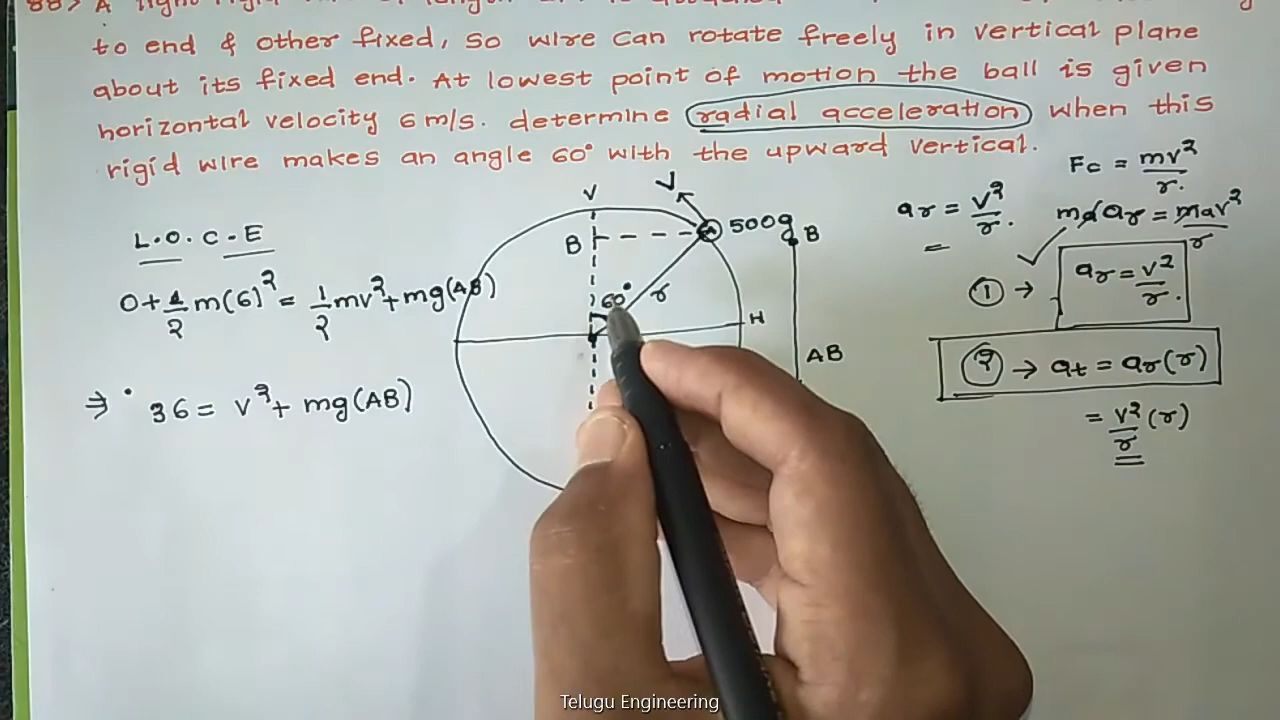 to end & other fixed, so wire can rotate freely in vertical plane
about its fixed end. At lowest point of motion the ball is given
horizontal velocity 6 m/s. determine radial acceleration when this
rigid wire makes an angle 60° with the upward vertical.
L.O.C.E
0 + 1/2 m(6)² = 1/2 mv² + mg(AB)
⇒ 36 = v² + mg(AB)
V
V
B
500g
B
60°
r
H
AB
Fc = mv²/r.
ar = v²/r.
=
mar = mv²/r
① → ar = v²/r.
② → at = ar(r)
= v²/r (r)
Telugu Engineering